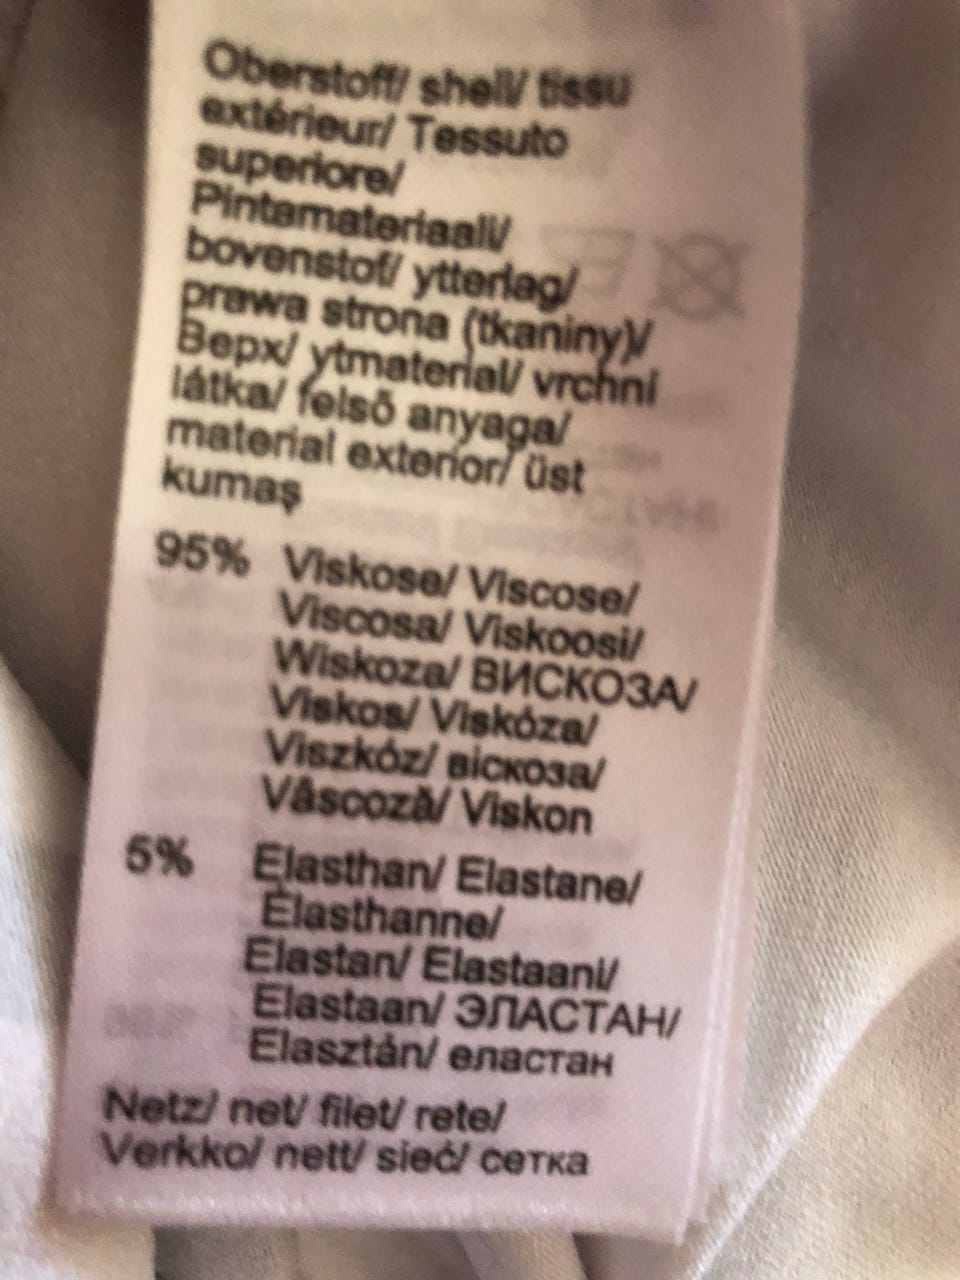 Oberstoff/ shell/ tissu
extérieur/ Tessuto
superiore/
Pintamateriaali/
bovenstof/ ytterlag/
prawa strona (tkaniny)/
Верх/ ytmaterial/ vrchní
látka/ felső anyaga/
material exterior/ üst
kumaş
95% Viskose/ Viscose/
Viscosa/ Viskoosi/
Wiskoza/ ВИСКОЗА/
Viskos/ Viskóza/
Viszkóz/ віскоза/
Vâscoză/ Viskon
5% Elasthan/ Elastane/
Élasthanne/
Elastan/ Elastaani/
Elastaan/ ЭЛАСТАН/
Elasztán/ еластан
Netz/ net/ filet/ rete/
Verkko/ nett/ sieć/ сетка